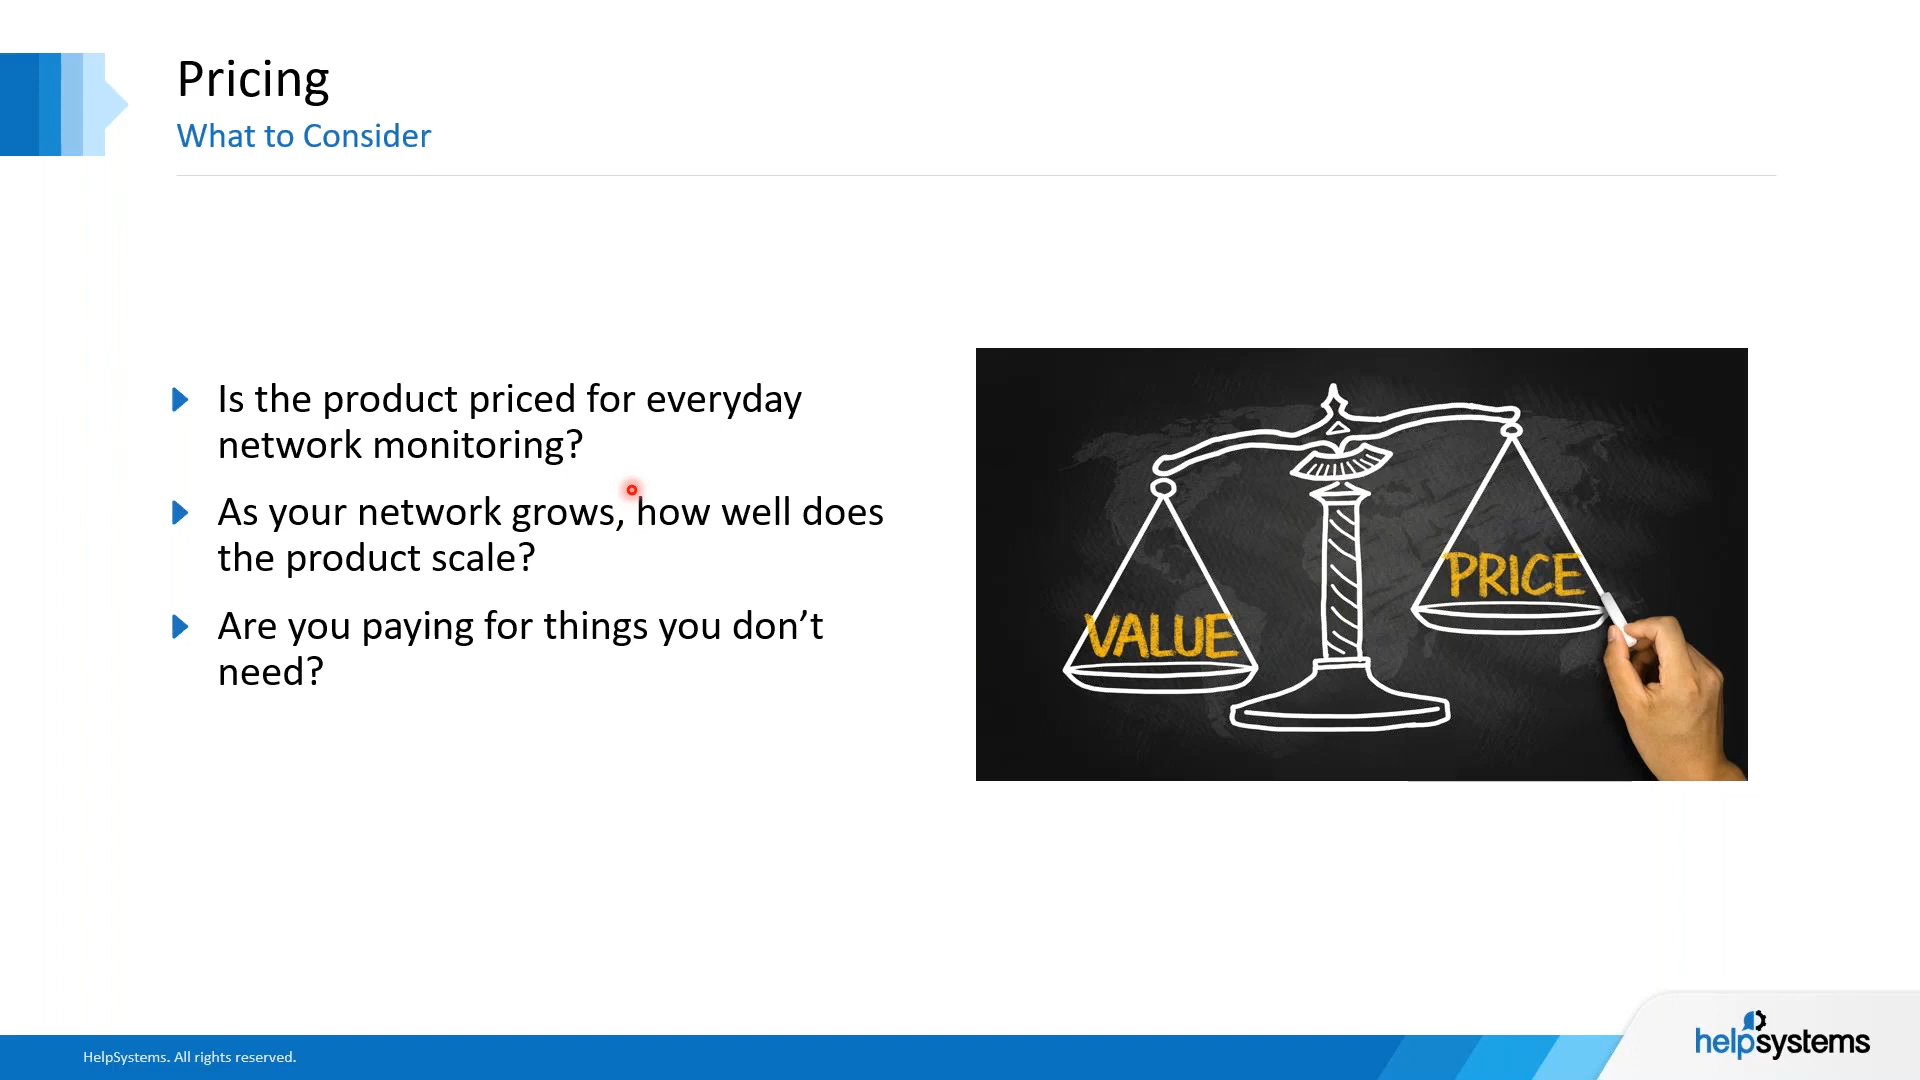 Pricing
What to Consider
Is the product priced for everyday
network monitoring?
As your network grows, how well does
the product scale?
Are you paying for things you don’t
need?
VALUE
PRICE
HelpSystems. All rights reserved.
helpsystems